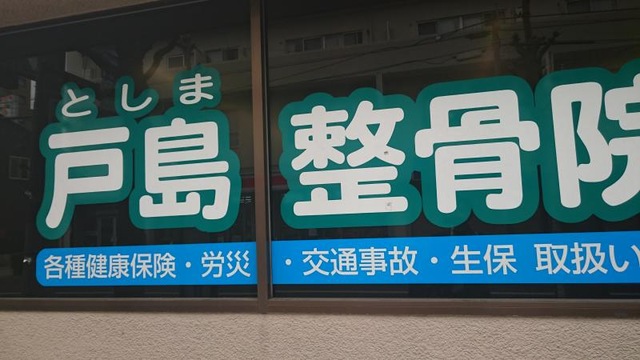 としま
戸島 整骨院
各種健康保険・労災・交通事故・生保 取扱い